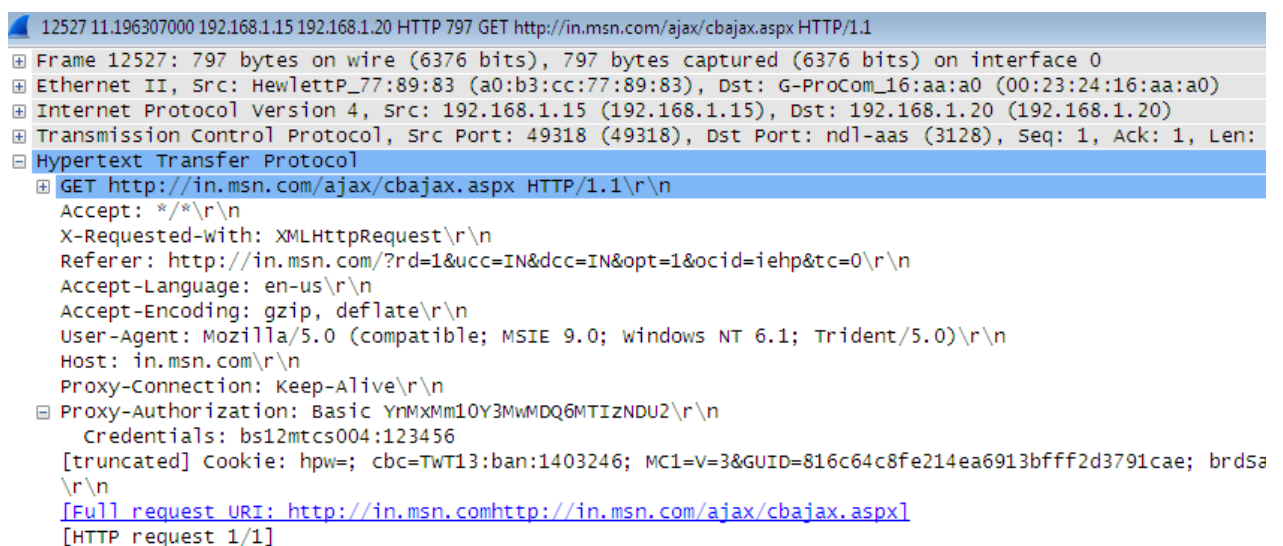 12527 11.196307000 192.168.1.15 192.168.1.20 HTTP 797 GET http://in.msn.com/ajax/cbajax.aspx HTTP/1.1
Frame 12527: 797 bytes on wire (6376 bits), 797 bytes captured (6376 bits) on interface 0
Ethernet II, Src: HewlettP_77:89:83 (a0:b3:cc:77:89:83), Dst: G-ProCom_16:aa:a0 (00:23:24:16:aa:a0)
Internet Protocol Version 4, Src: 192.168.1.15 (192.168.1.15), Dst: 192.168.1.20 (192.168.1.20)
Transmission Control Protocol, Src Port: 49318 (49318), Dst Port: ndl-aas (3128), Seq: 1, Ack: 1, Len:
Hypertext Transfer Protocol
GET http://in.msn.com/ajax/cbajax.aspx HTTP/1.1\r\n
Accept: */*\r\n
X-Requested-With: XMLHttpRequest\r\n
Referer: http://in.msn.com/?rd=1&ucc=IN&dcc=IN&opt=1&ocid=iehp&tc=0\r\n
Accept-Language: en-us\r\n
Accept-Encoding: gzip, deflate\r\n
User-Agent: Mozilla/5.0 (compatible; MSIE 9.0; Windows NT 6.1; Trident/5.0)\r\n
Host: in.msn.com\r\n
Proxy-Connection: Keep-Alive\r\n
Proxy-Authorization: Basic YnMxMm10Y3MwMDQ6MTIzNDU2\r\n
Credentials: bs12mtcs004:123456
[truncated] Cookie: hpw=; cbc=TWT13:ban:1403246; MC1=V=3&GUID=816c64c8fe214ea6913bfff2d3791cae; brdSa
\r\n
[Full request URI: http://in.msn.comhttp://in.msn.com/ajax/cbajax.aspx]
[HTTP request 1/1]